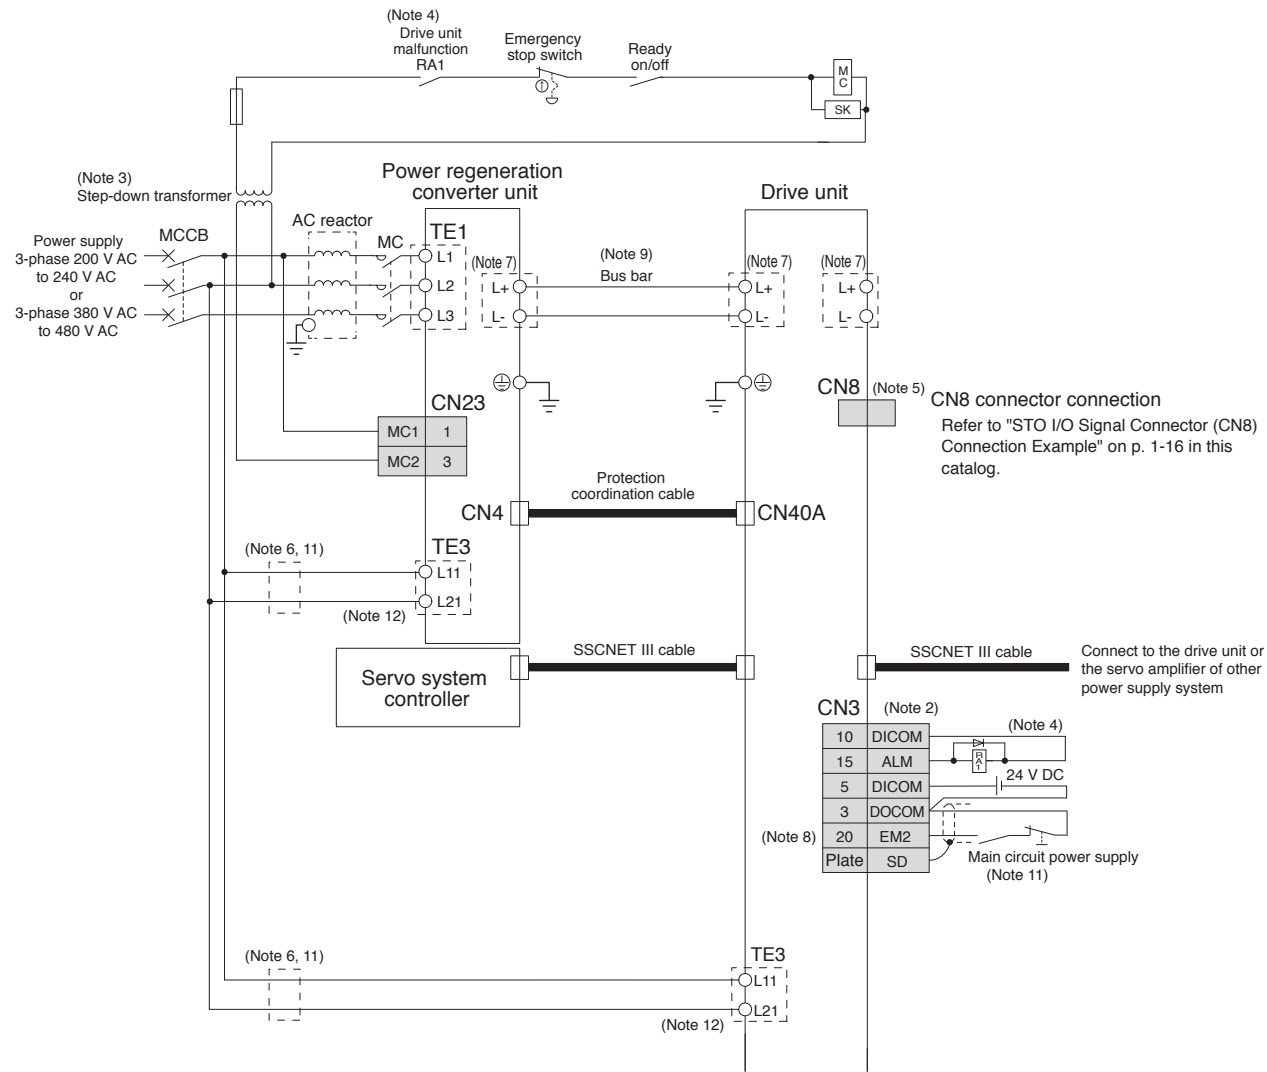 (Note 4)
Drive unit
malfunction
RA1
Emergency
stop switch
Ready
on/off
MC
SK
(Note 3)
Step-down transformer
Power regeneration
converter unit
Drive unit
Power supply
3-phase 200 V AC
to 240 V AC
or
3-phase 380 V AC
to 480 V AC
MCCB
AC reactor
MC
TE1
L1
L2
L3
(Note 7)
L+
L-
(Note 9)
Bus bar
(Note 7)
L+
L-
(Note 7)
L+
L-
CN23
MC1 1
MC2 3
CN8 (Note 5)
CN8 connector connection
Refer to "STO I/O Signal Connector (CN8)
Connection Example" on p. 1-16 in this
catalog.
CN4
Protection
coordination cable
CN40A
(Note 6, 11)
TE3
L11
L21
(Note 12)
Servo system
controller
SSCNET III cable
SSCNET III cable
Connect to the drive unit or
the servo amplifier of other
power supply system
CN3 (Note 2)
10 DICOM
15 ALM
5 DICOM
3 DOCOM
20 EM2
Plate SD
(Note 4)
RA1
24 V DC
(Note 8)
Main circuit power supply
(Note 11)
(Note 6, 11)
TE3
L11
L21
(Note 12)